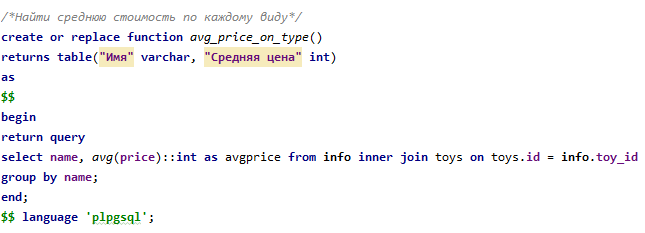 /*Найти среднюю стоимость по каждому виду*/
create or replace function avg_price_on_type()
returns table("Имя" varchar, "Средняя цена" int)
as
$$
begin
return query
select name, avg(price)::int as avgprice from info inner join toys on toys.id = info.toy_id
group by name;
end;
$$ language 'plpgsql';